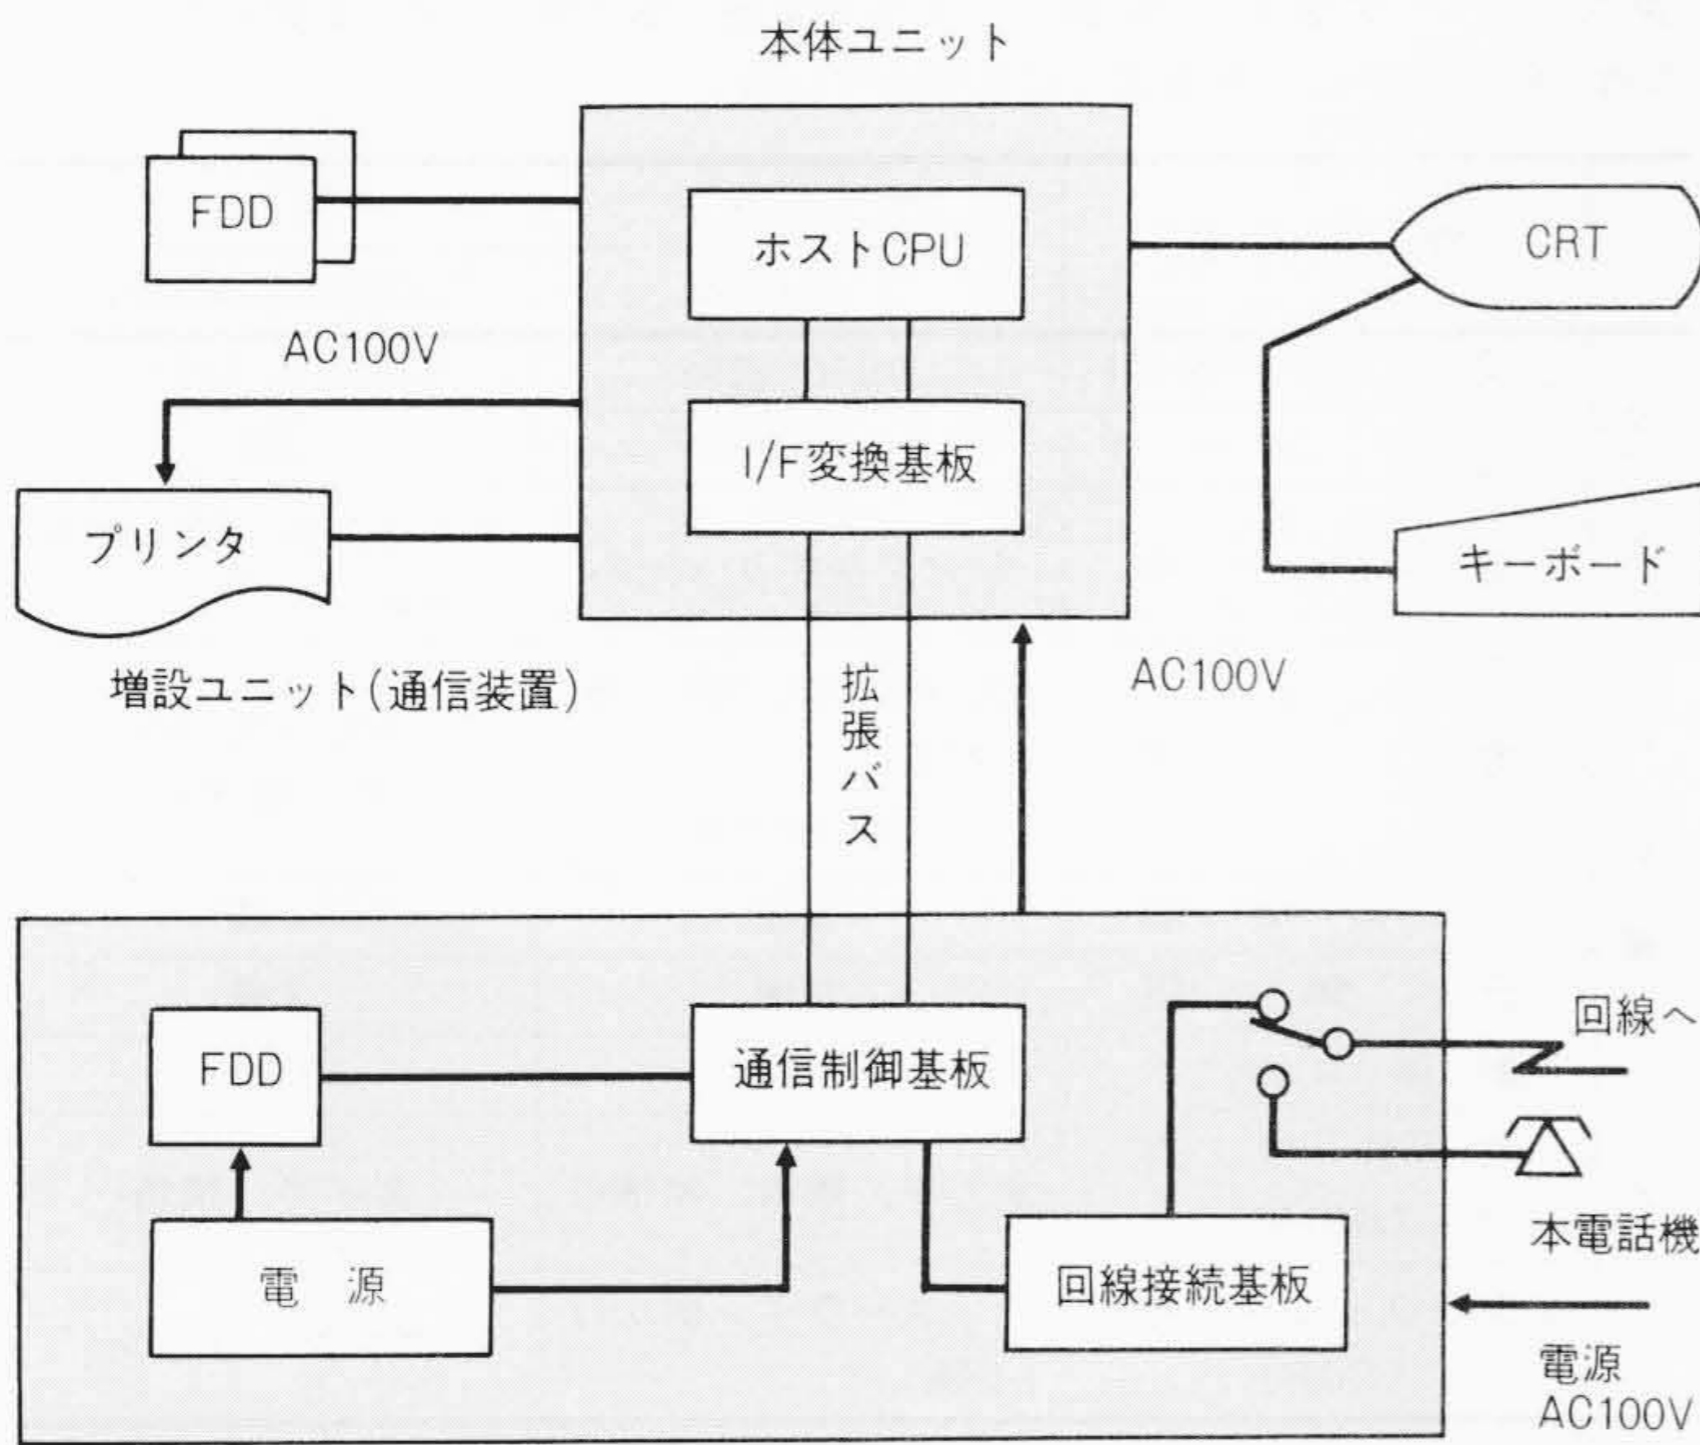 本体ユニット
FDD
ホストCPU
CRT
AC100V
I/F変換基板
プリンタ
キーボード
増設ユニット(通信装置)
拡張バス
AC100V
FDD
通信制御基板
回線へ
本電話機
電 源
回線接続基板
電源
AC100V